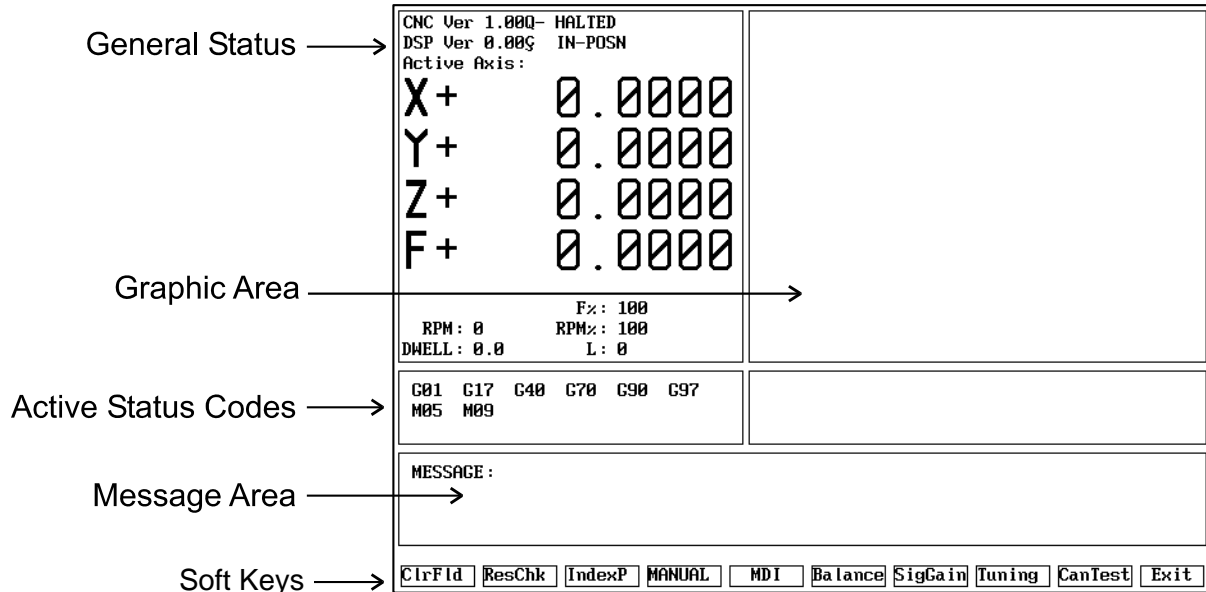 General Status
CNC Ver 1.00Q- HALTED
DSP Ver 0.00Ç IN-POSN
Active Axis:
X+ 0.0000
Y+ 0.0000
Z+ 0.0000
F+ 0.0000
Graphic Area
F%: 100
RPM: 0 RPM%: 100
DWELL: 0.0 L: 0
Active Status Codes
G01 G17 G40 G70 G90 G97
M05 M09
Message Area
MESSAGE:
Soft Keys
ClrFld ResChk IndexP MANUAL MDI Balance SigGain Tuning CanTest Exit